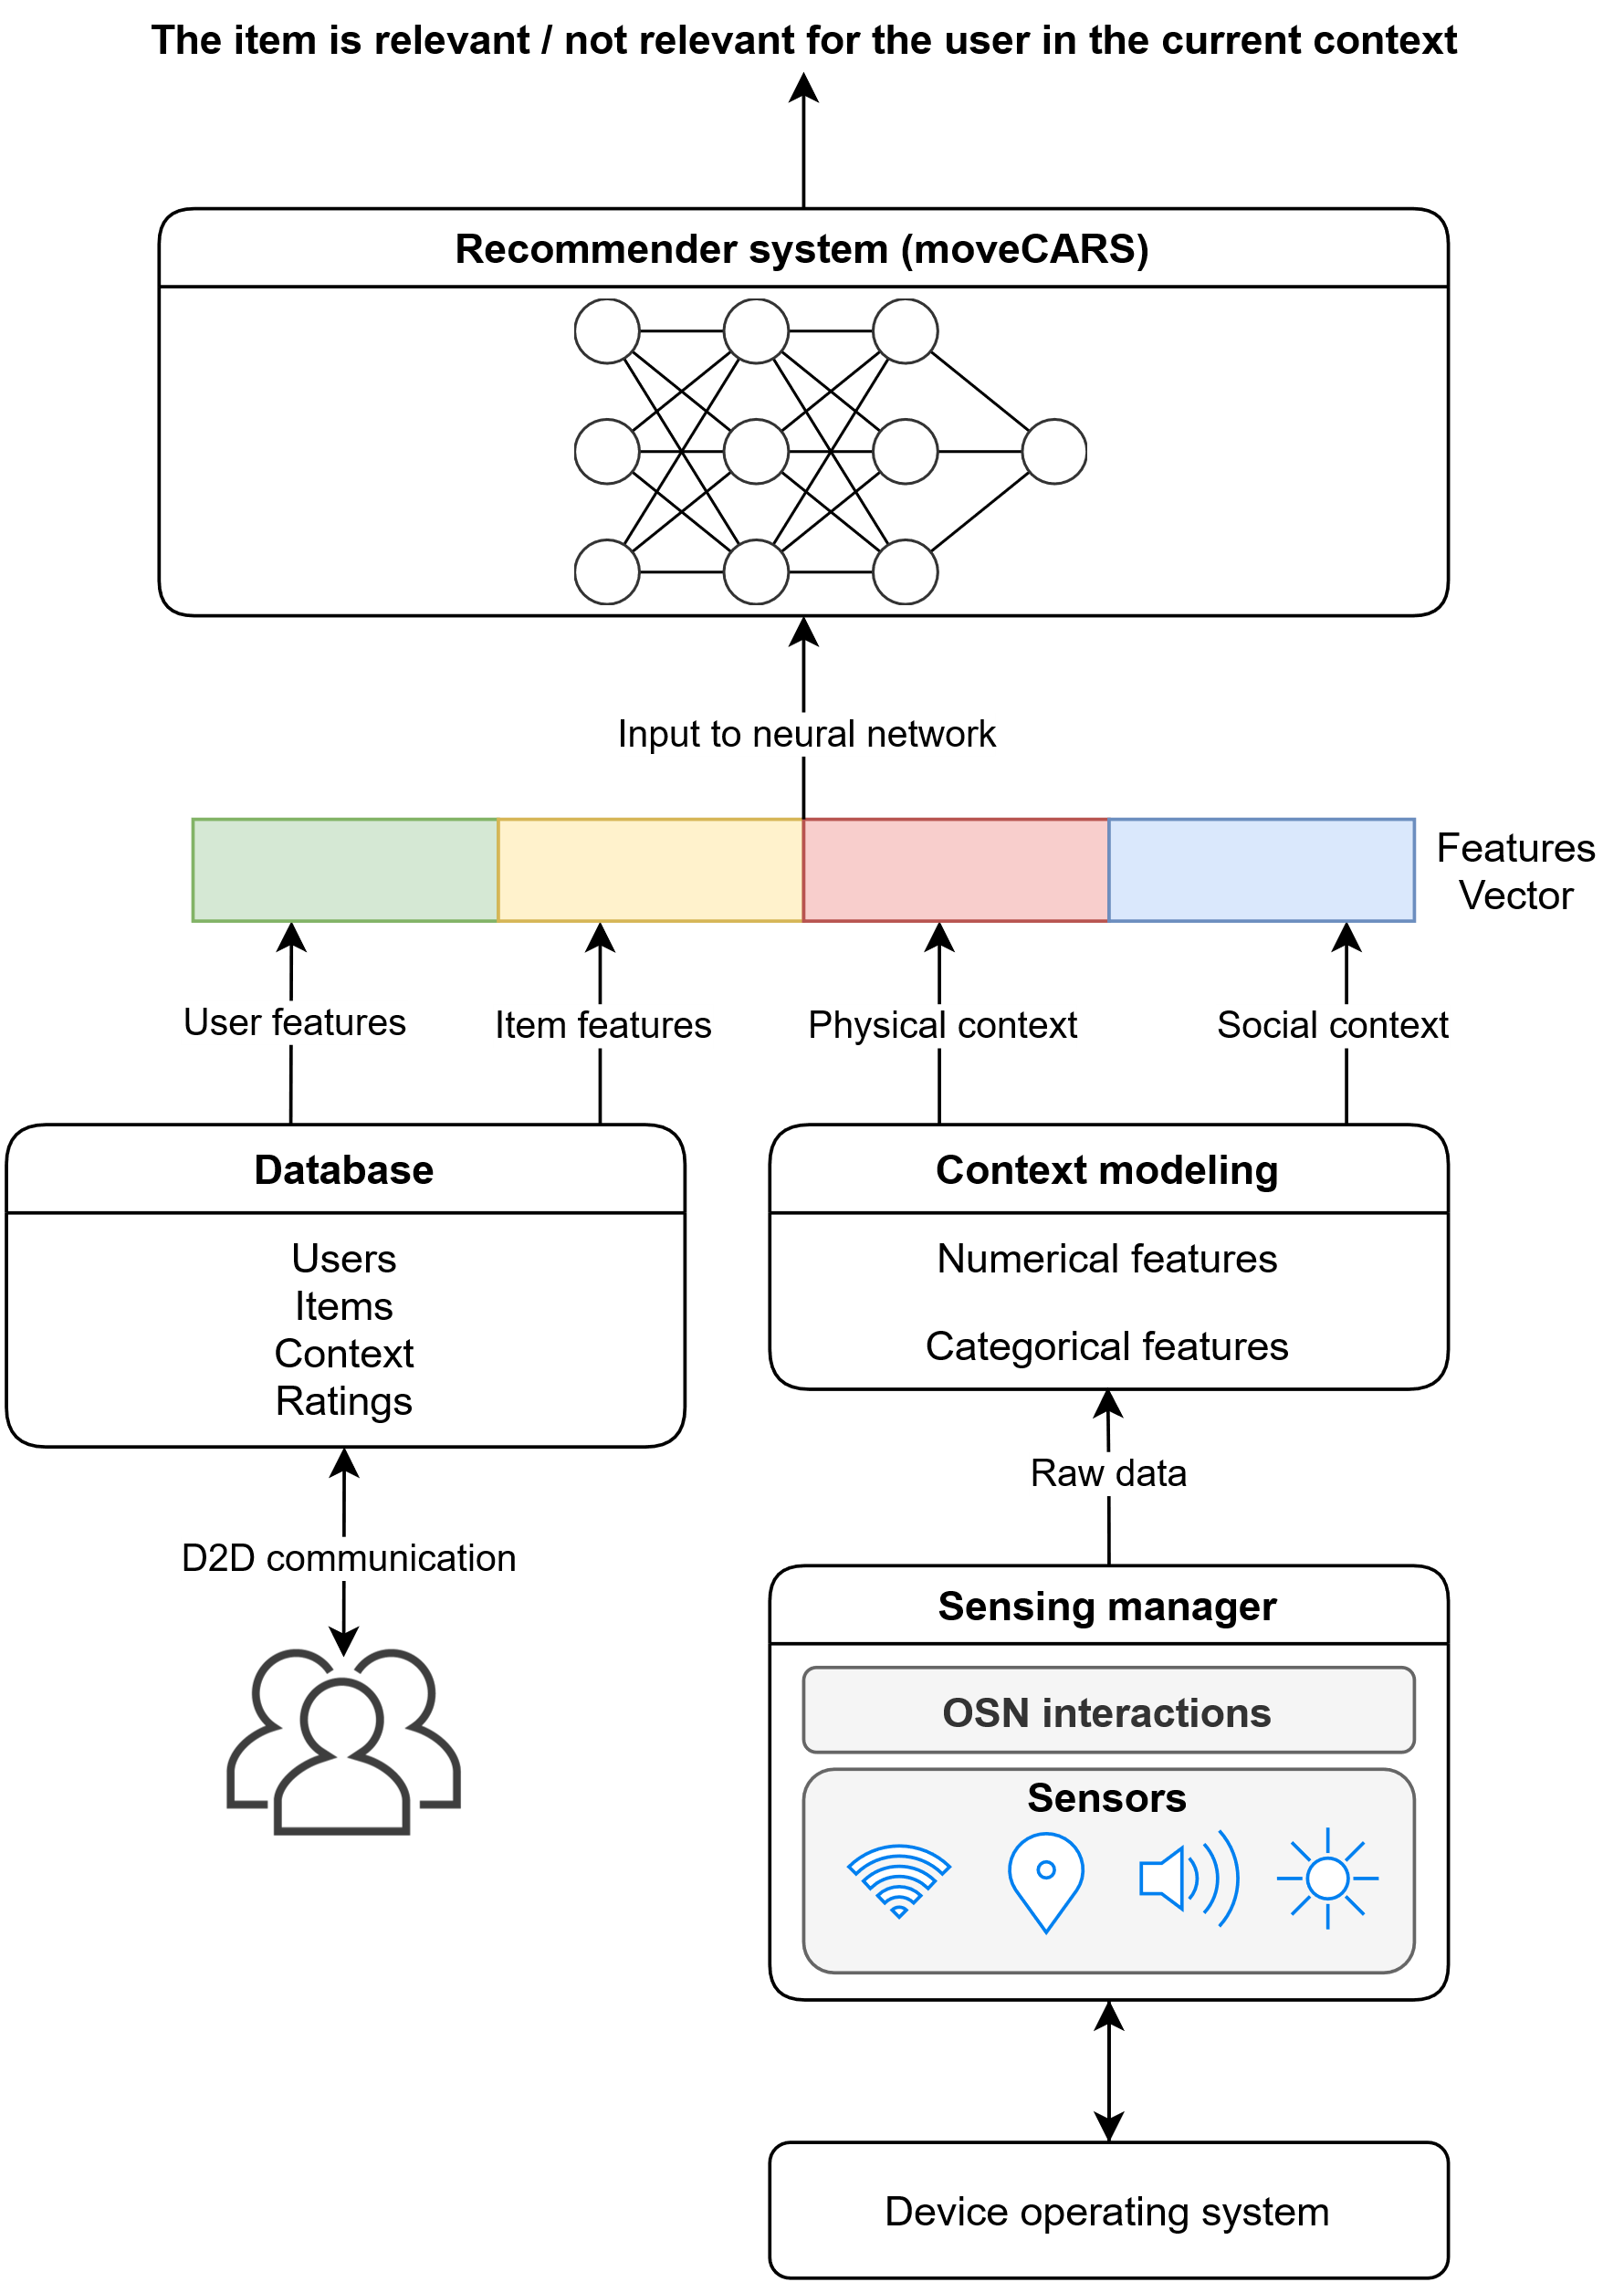 The item is relevant / not relevant for the user in the current context
Recommender system (moveCARS)
Input to neural network
Features
Vector
User features
Item features
Physical context
Social context
Database
Users
Items
Context
Ratings
Context modeling
Numerical features
Categorical features
Raw data
D2D communication
Sensing manager
OSN interactions
Sensors
Device operating system